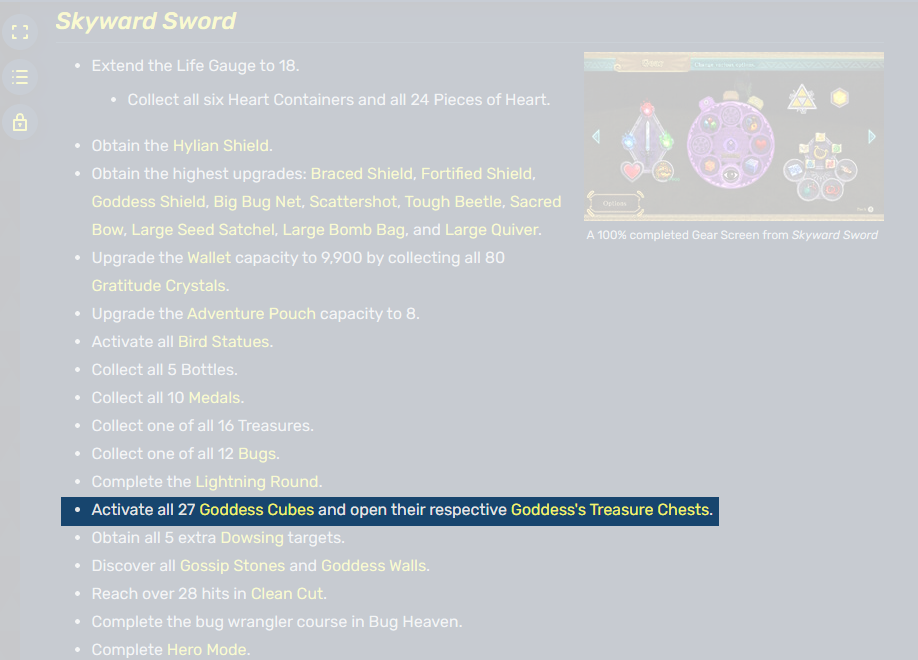 Skyward Sword
• Extend the Life Gauge to 18.
• Collect all six Heart Containers and all 24 Pieces of Heart.
• Obtain the Hylian Shield.
• Obtain the highest upgrades: Braced Shield, Fortified Shield,
Goddess Shield, Big Bug Net, Scattershot, Tough Beetle, Sacred
Bow, Large Seed Satchel, Large Bomb Bag, and Large Quiver.
• Upgrade the Wallet capacity to 9,900 by collecting all 80
Gratitude Crystals.
• Upgrade the Adventure Pouch capacity to 8.
• Activate all Bird Statues.
• Collect all 5 Bottles.
• Collect all 10 Medals.
• Collect one of all 16 Treasures.
• Collect one of all 12 Bugs.
• Complete the Lightning Round.
• Activate all 27 Goddess Cubes and open their respective Goddess's Treasure Chests.
• Obtain all 5 extra Dowsing targets.
• Discover all Gossip Stones and Goddess Walls.
• Reach over 28 hits in Clean Cut.
• Complete the bug wrangler course in Bug Heaven.
• Complete Hero Mode.
Gear
Options
A 100% completed Gear Screen from Skyward Sword